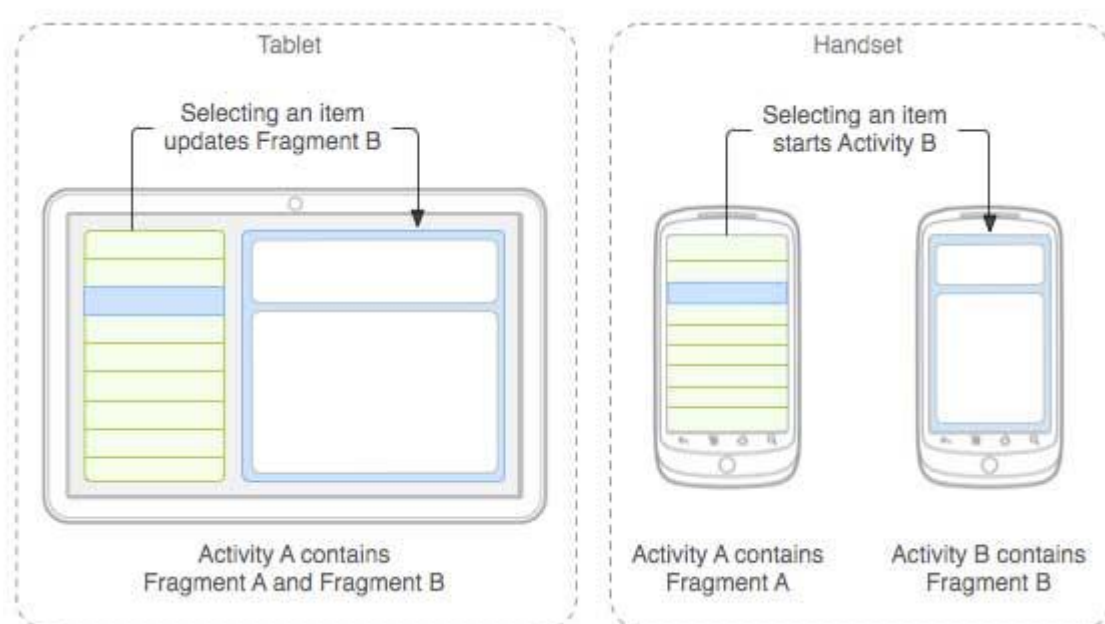 Tablet
Selecting an item
updates Fragment B
Activity A contains
Fragment A and Fragment B
Handset
Selecting an item
starts Activity B
Activity A contains
Fragment A
Activity B contains
Fragment B